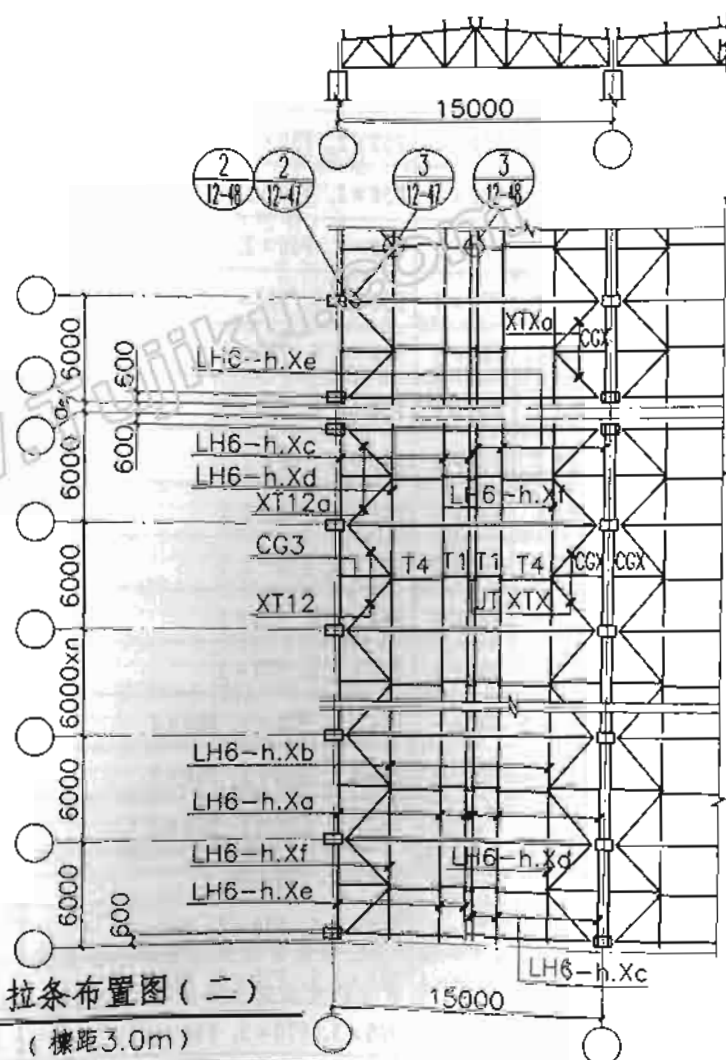 15000
2
12-48
2
12-47
3
12-47
3
12-48
XTXa
CGX
LH6-h.Xe
6000
600
600
6000
LH6-h.Xc
LH6-h.Xd
LH6-h.Xf
XT12a
CG3
T4
T1
T1
T4
CGX
CGX
XT12
JT
XTX
6000
6000xn
LH6-h.Xb
6000
LH6-h.Xa
LH6-h.Xf
LH6-h.Xd
LH6-h.Xe
6000
600
LH6-h.Xc
拉条布置图(二)
15000
(檩距3.0m)